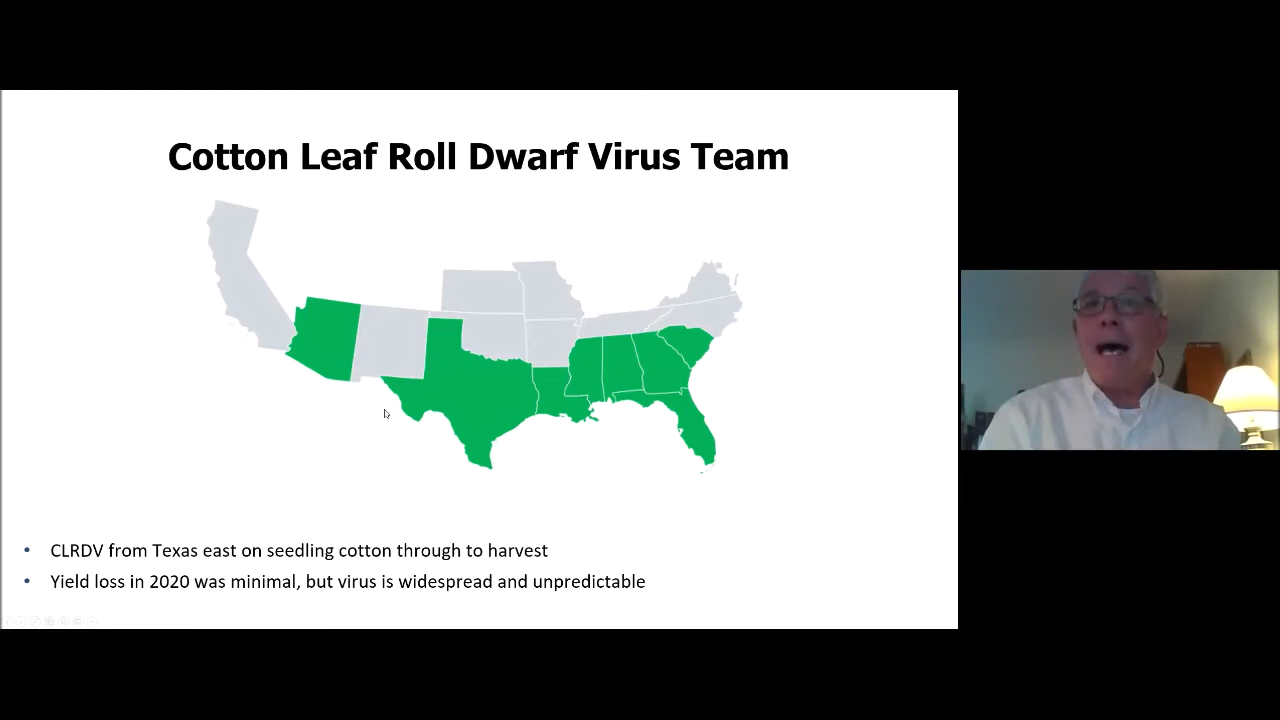 Cotton Leaf Roll Dwarf Virus Team
• CLRDV from Texas east on seedling cotton through to harvest
• Yield loss in 2020 was minimal, but virus is widespread and unpredictable